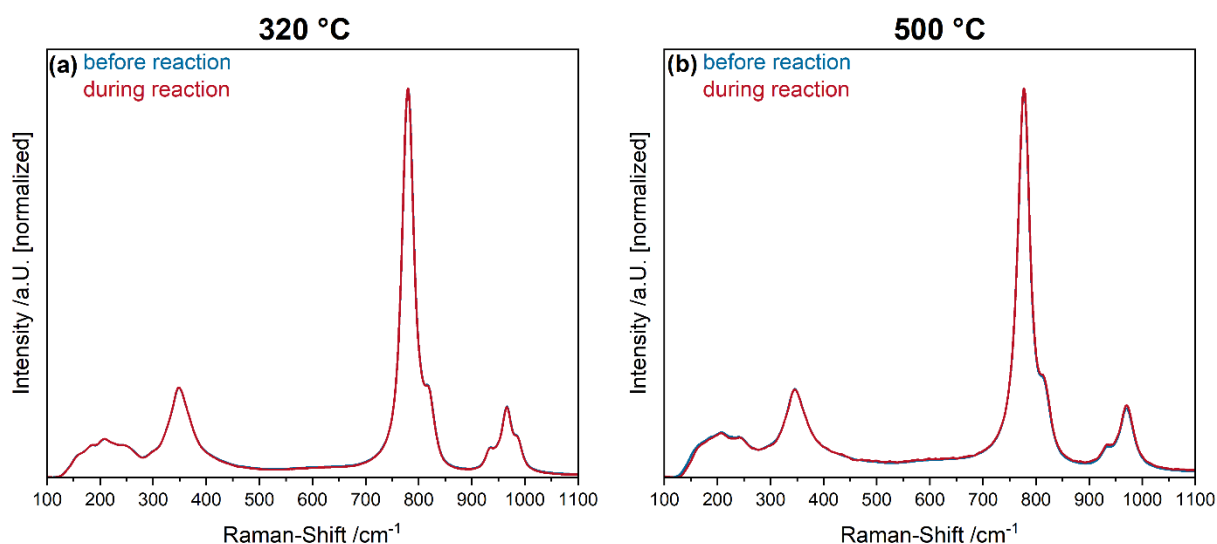 320 °C
500 °C
(a) before reaction
during reaction
Intensity /a.U. [normalized]
100 200 300 400 500 600 700 800 900 1000 1100
Raman-Shift /cm⁻¹
(b) before reaction
during reaction
Intensity /a.U. [normalized]
100 200 300 400 500 600 700 800 900 1000 1100
Raman-Shift /cm⁻¹